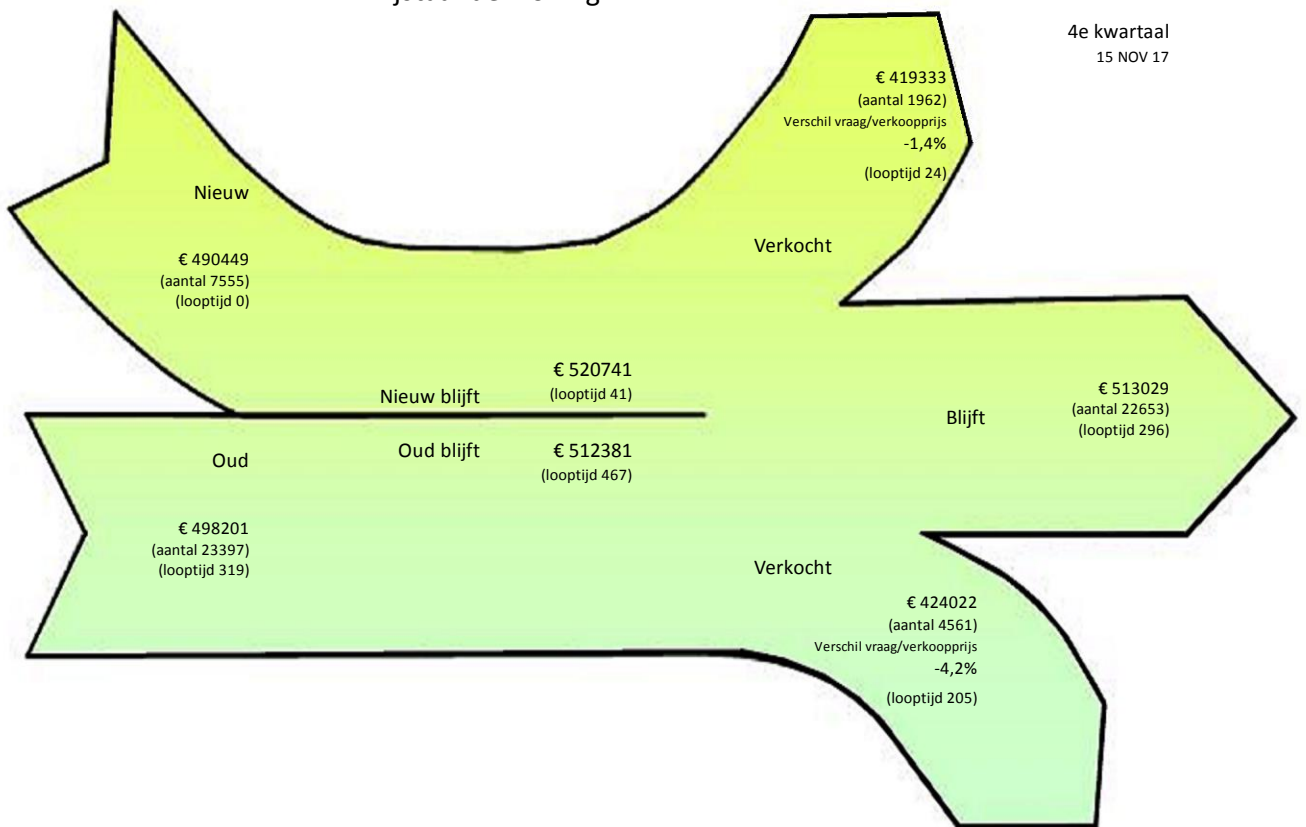 4e kwartaal
15 NOV 17
€ 419333
(aantal 1962)
Verschil vraag/verkoopprijs
-1,4%
(looptijd 24)
Nieuw
Verkocht
€ 490449
(aantal 7555)
(looptijd 0)
€ 520741
Nieuw blijft
(looptijd 41)
€ 513029
(aantal 22653)
(looptijd 296)
Blijft
Oud blijft
€ 512381
(looptijd 467)
Oud
€ 498201
(aantal 23397)
(looptijd 319)
Verkocht
€ 424022
(aantal 4561)
Verschil vraag/verkoopprijs
-4,2%
(looptijd 205)